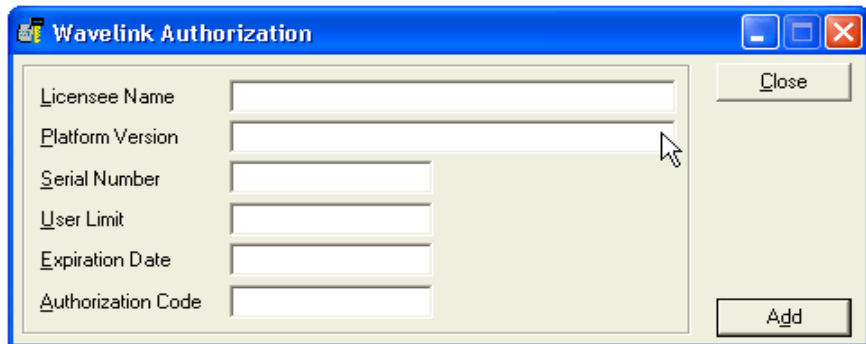 Wavelink Authorization
Licensee Name
Close
Platform Version
Serial Number
User Limit
Expiration Date
Authorization Code
Add